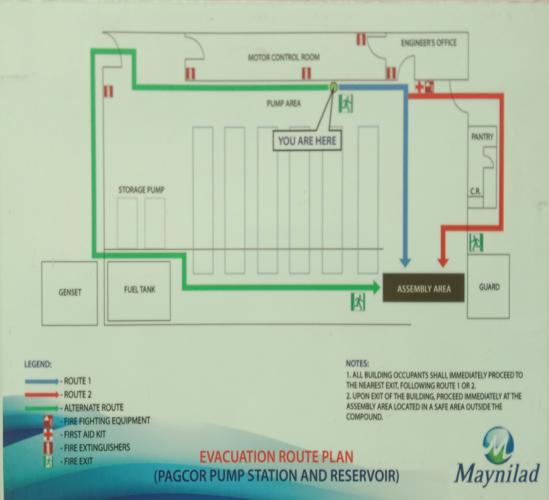 ENGINEER'S OFFICE
MOTOR CONTROL ROOM
PUMP AREA
YOU ARE HERE
PANTRY
STORAGE PUMP
C.R.
GENSET
FUEL TANK
ASSEMBLY AREA
GUARD
LEGEND:
- ROUTE 1
- ROUTE 2
- ALTERNATE ROUTE
- FIRE FIGHTING EQUIPMENT
- FIRST AID KIT
- FIRE EXTINGUISHERS
- FIRE EXIT
NOTES:
1. ALL BUILDING OCCUPANTS SHALL IMMEDIATELY PROCEED TO
THE NEAREST EXIT, FOLLOWING ROUTE 1 OR 2.
2. UPON EXIT OF THE BUILDING, PROCEED IMMEDIATELY AT THE
ASSEMBLY AREA LOCATED IN A SAFE AREA OUTSIDE THE
COMPOUND.
EVACUATION ROUTE PLAN
(PAGCOR PUMP STATION AND RESERVOIR)
Maynilad